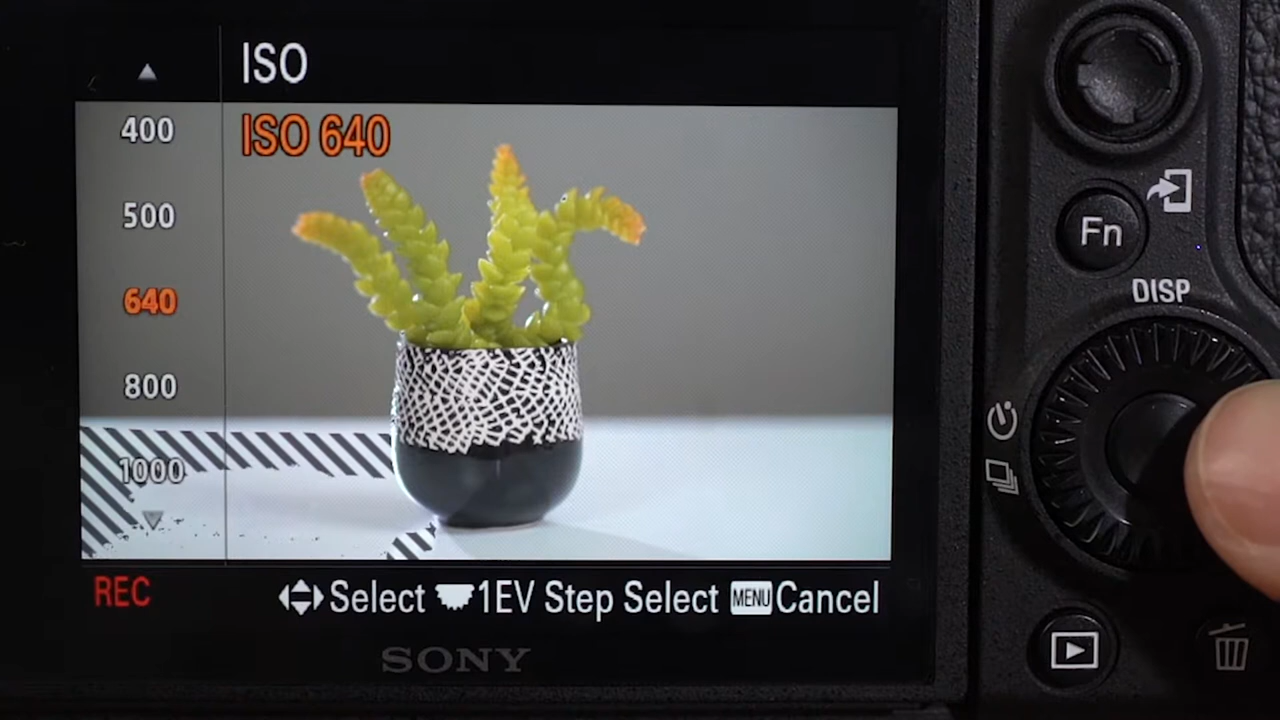 ISO
ISO 640
400
500
640
800
1000
REC
Select 1EV Step Select MENU Cancel
SONY
Fn
DISP